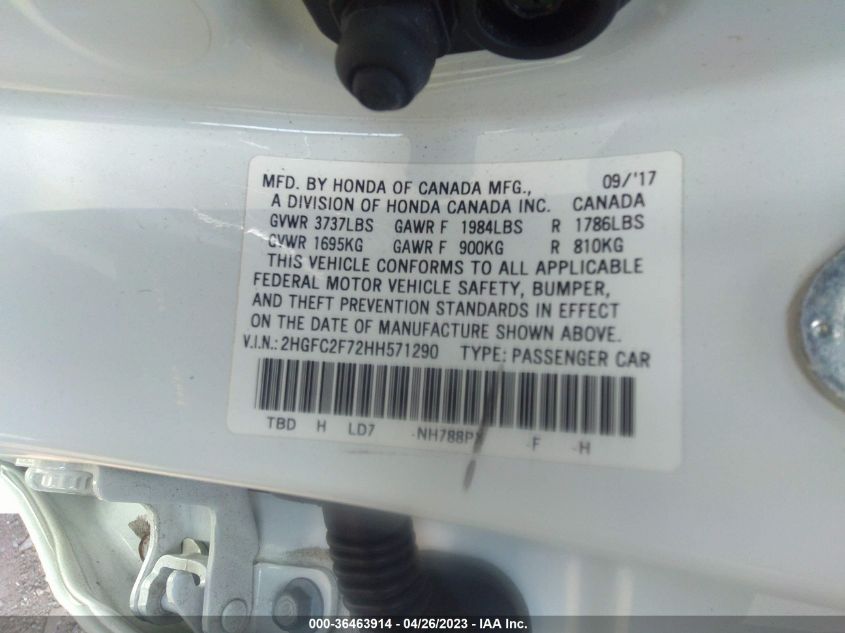 MFD. BY HONDA OF CANADA MFG., 09/'17
A DIVISION OF HONDA CANADA INC. CANADA
GVWR 3737LBS GAWR F 1984LBS R 1786LBS
GVWR 1695KG GAWR F 900KG R 810KG
THIS VEHICLE CONFORMS TO ALL APPLICABLE
FEDERAL MOTOR VEHICLE SAFETY, BUMPER,
AND THEFT PREVENTION STANDARDS IN EFFECT
ON THE DATE OF MANUFACTURE SHOWN ABOVE.
V.I.N.: 2HGFC2F72HH571290 TYPE: PASSENGER CAR
TBD H LD7 -NH788PX -F -H
000-36463914 / 04/26/2023 - IAA Inc.